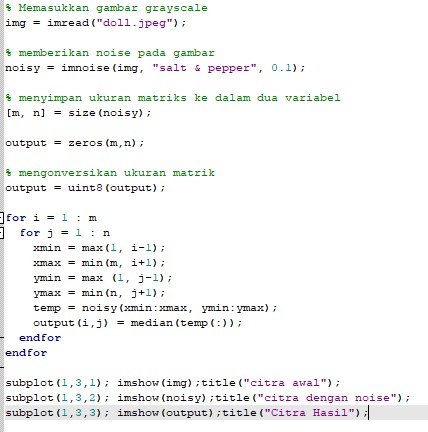 % Memasukkan gambar grayscale
img = imread("doll.jpeg");
% memberikan noise pada gambar
noisy = imnoise(img, "salt & pepper", 0.1);
% menyimpan ukuran matriks ke dalam dua variabel
[m, n] = size(noisy);
output = zeros(m,n);
% mengonversikan ukuran matrik
output = uint8(output);
for i = 1 : m
for j = 1 : n
xmin = max(1, i-1);
xmax = min(m, i+1);
ymin = max (1, j-1);
ymax = min(n, j+1);
temp = noisy(xmin:xmax, ymin:ymax);
output(i,j) = median(temp(:));
endfor
endfor
subplot(1,3,1); imshow(img);title("citra awal");
subplot(1,3,2); imshow(noisy);title("citra dengan noise");
subplot(1,3,3); imshow(output);title("Citra Hasil");